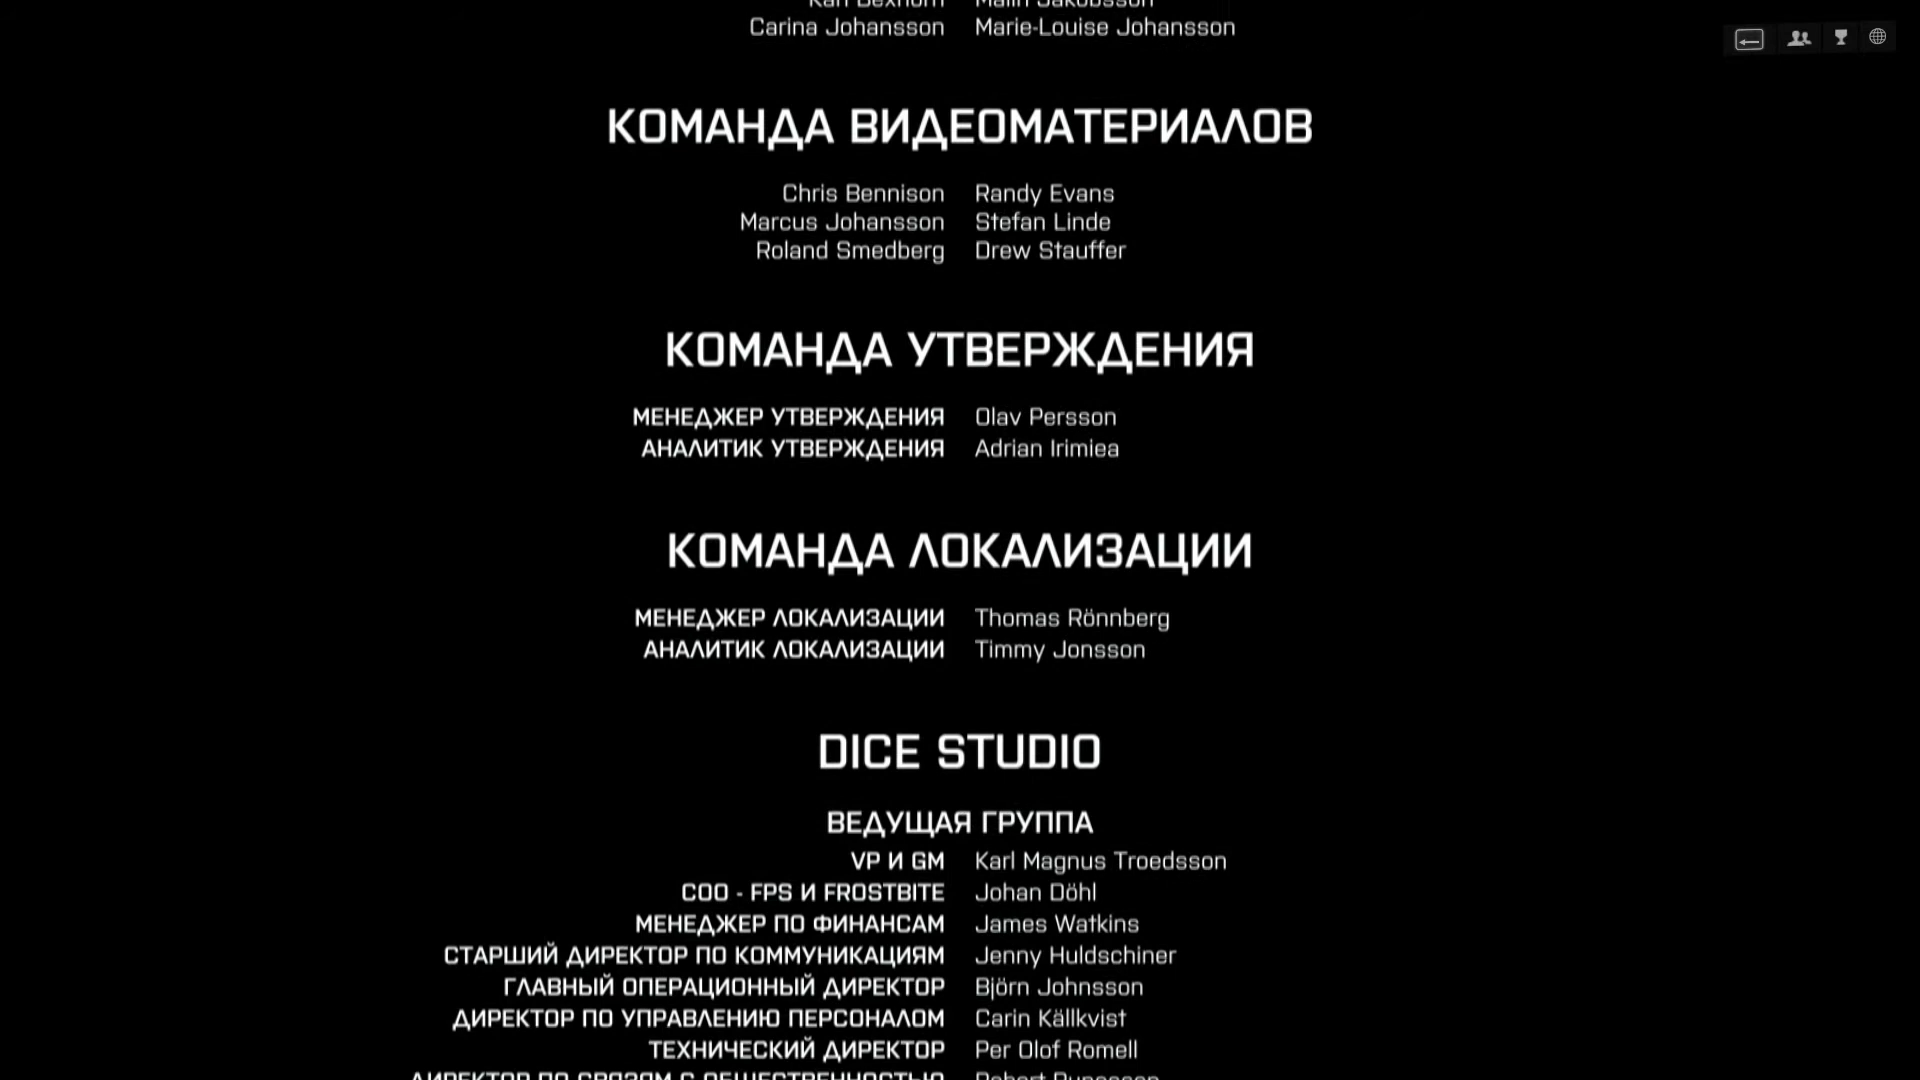 Carina Johansson Marie-Louise Johansson
КОМАНДА ВИДЕОМАТЕРИАЛОВ
Chris Bennison Randy Evans
Marcus Johansson Stefan Linde
Roland Smedberg Drew Stauffer
КОМАНДА УТВЕРЖДЕНИЯ
МЕНЕДЖЕР УТВЕРЖДЕНИЯ Olav Persson
АНАЛИТИК УТВЕРЖДЕНИЯ Adrian Irimiea
КОМАНДА ЛОКАЛИЗАЦИИ
МЕНЕДЖЕР ЛОКАЛИЗАЦИИ Thomas Rönnberg
АНАЛИТИК ЛОКАЛИЗАЦИИ Timmy Jonsson
DICE STUDIO
ВЕДУЩАЯ ГРУППА
VP И GM Karl Magnus Troedsson
COO - FPS И FROSTBITE Johan Döhl
МЕНЕДЖЕР ПО ФИНАНСАМ James Watkins
СТАРШИЙ ДИРЕКТОР ПО КОММУНИКАЦИЯМ Jenny Huldschiner
ГЛАВНЫЙ ОПЕРАЦИОННЫЙ ДИРЕКТОР Björn Johnsson
ДИРЕКТОР ПО УПРАВЛЕНИЮ ПЕРСОНАЛОМ Carin Källkvist
ТЕХНИЧЕСКИЙ ДИРЕКТОР Per Olof Romell
ДИРЕКТОР ПО СВЯЗЯМ С ОБЩЕСТВЕННОСТЬЮ